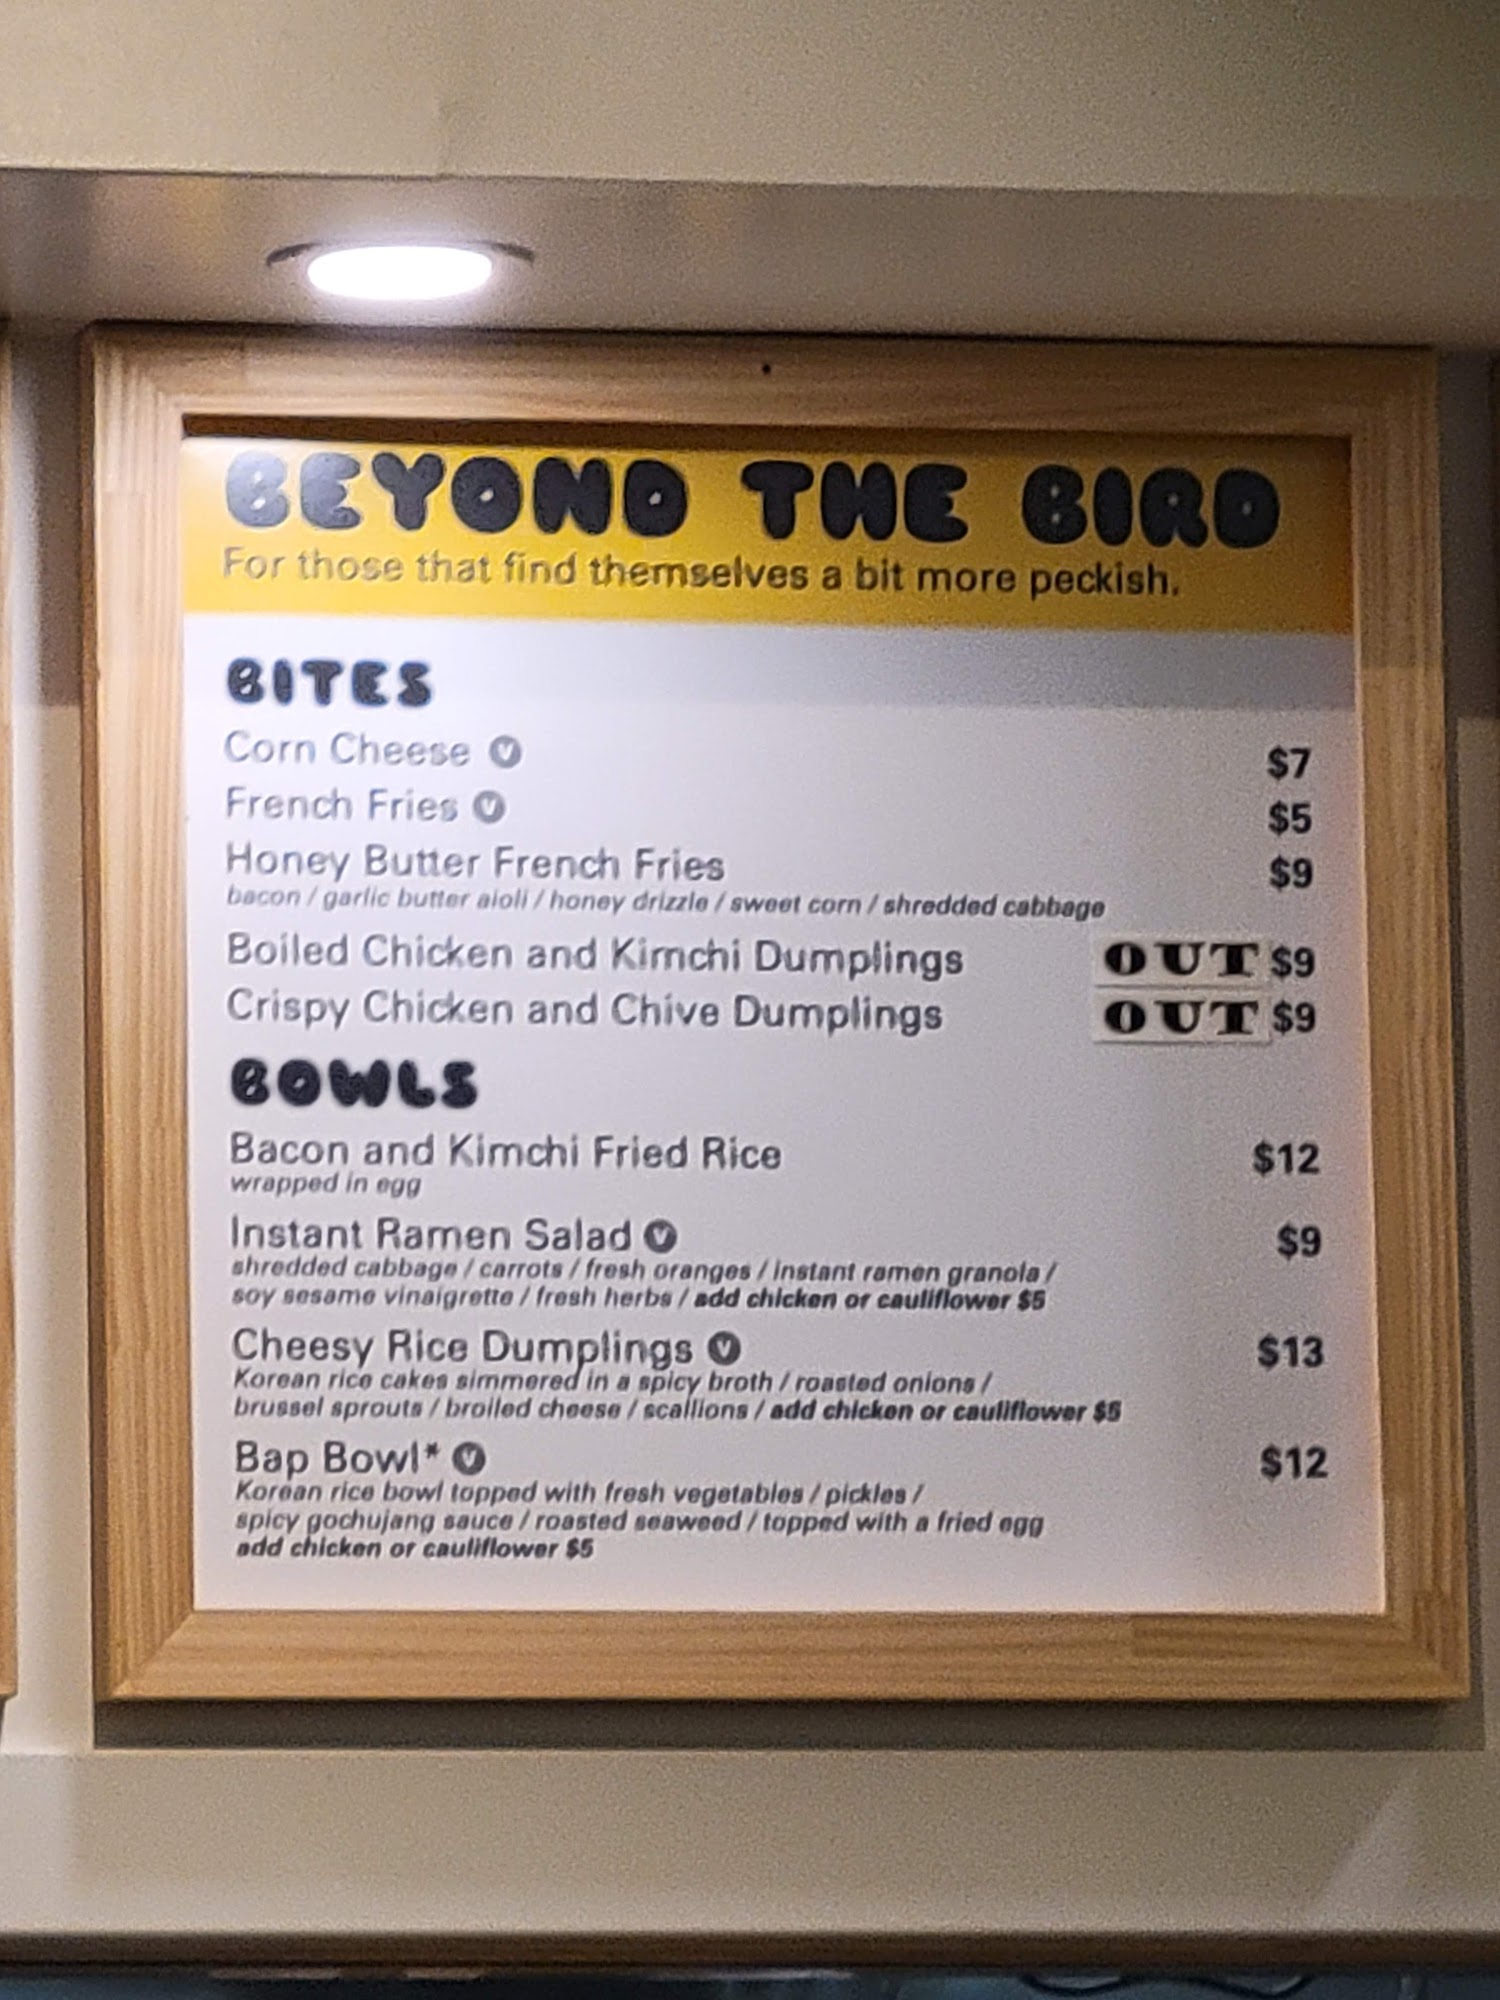 BEYOND THE BIRD
For those that find themselves a bit more peckish.
BITES
Corn Cheese V $7
French Fries V $5
Honey Butter French Fries $9
bacon / garlic butter aioli / honey drizzle / sweet corn / shredded cabbage
Boiled Chicken and Kimchi Dumplings OUT $9
Crispy Chicken and Chive Dumplings OUT $9
BOWLS
Bacon and Kimchi Fried Rice $12
wrapped in egg
Instant Ramen Salad V $9
shredded cabbage / carrots / fresh oranges / instant ramen granola /
soy sesame vinaigrette / fresh herbs / add chicken or cauliflower $5
Cheesy Rice Dumplings V $13
Korean rice cakes simmered in a spicy broth / roasted onions /
brussel sprouts / broiled cheese / scallions / add chicken or cauliflower $5
Bap Bowl* V $12
Korean rice bowl topped with fresh vegetables / pickles /
spicy gochujang sauce / roasted seaweed / topped with a fried egg
add chicken or cauliflower $5